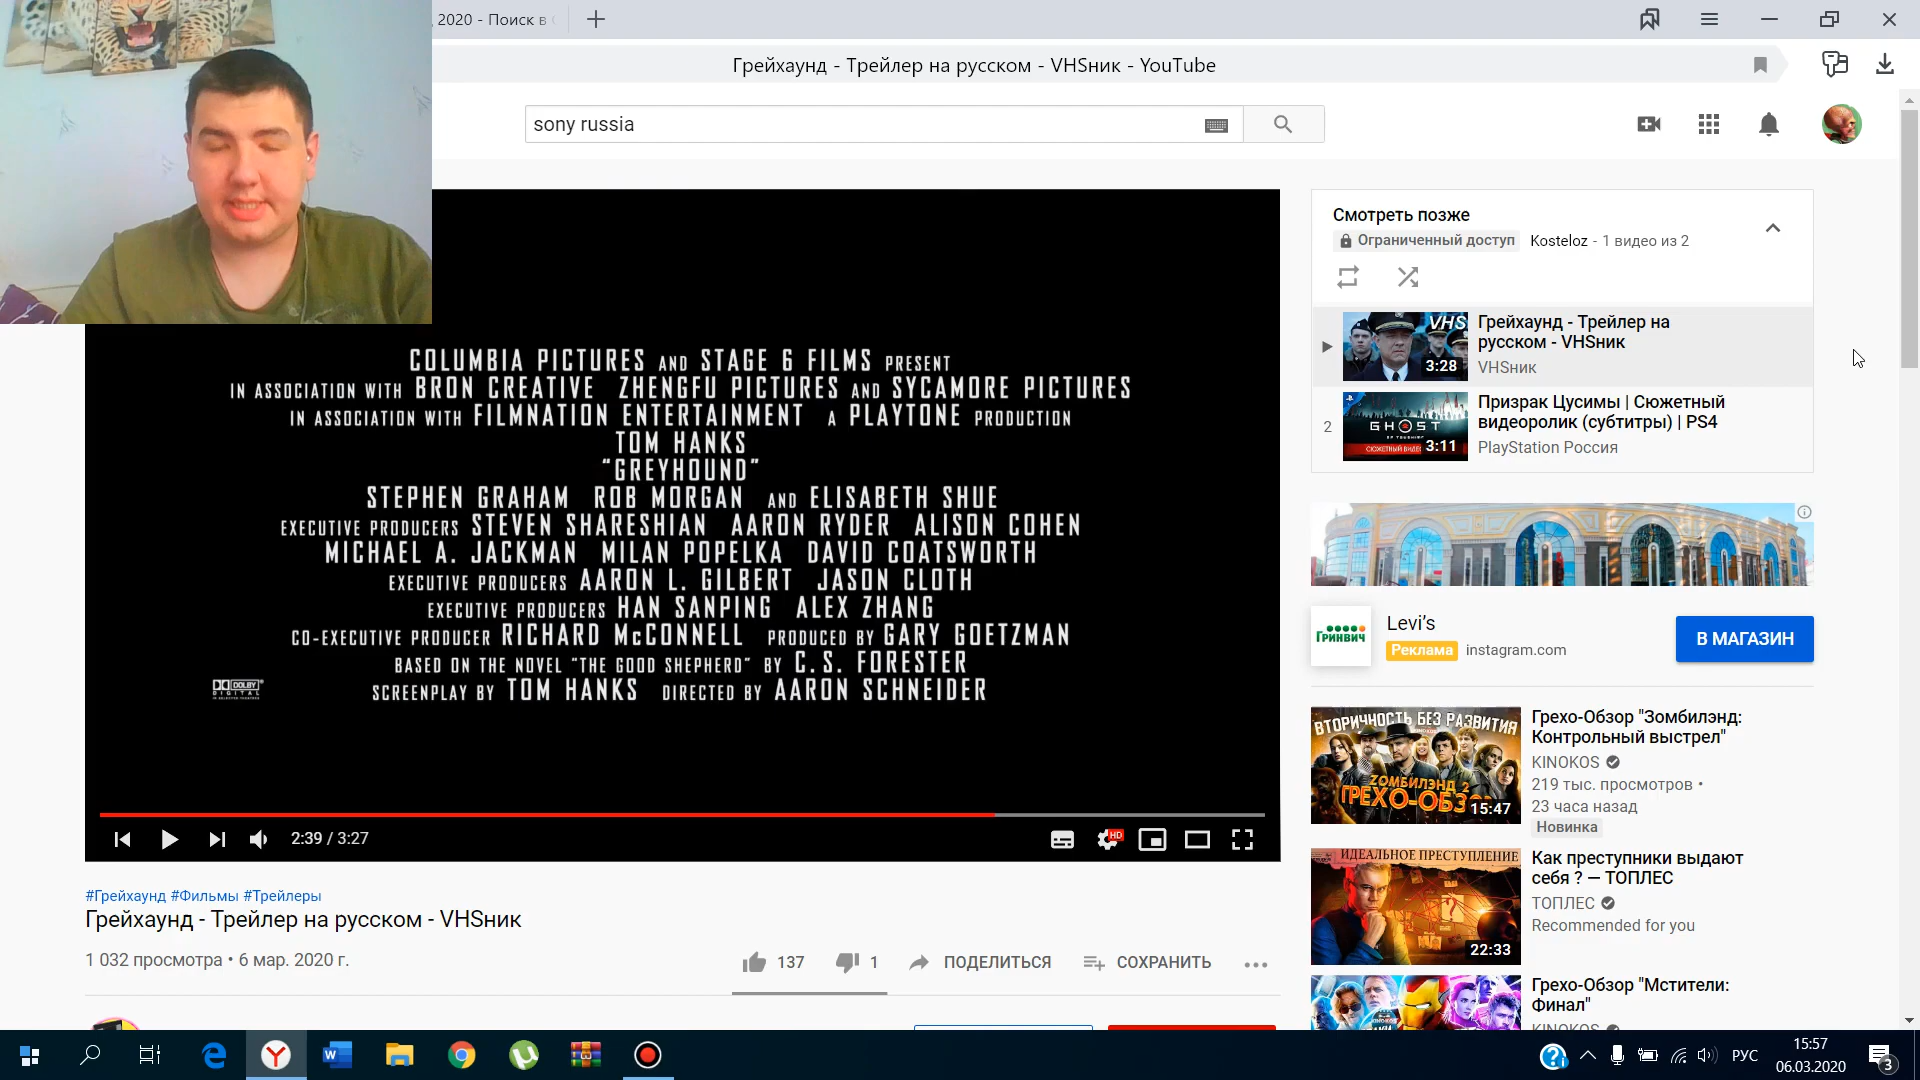 2020 - Поиск в
Грейхаунд - Трейлер на русском - VHSник - YouTube
sony russia
COLUMBIA PICTURES AND STAGE 6 FILMS PRESENT
IN ASSOCIATION WITH BRON CREATIVE ZHENGFU PICTURES AND SYCAMORE PICTURES
IN ASSOCIATION WITH FILMNATION ENTERTAINMENT A PLAYTONE PRODUCTION
TOM HANKS
“GREYHOUND”
STEPHEN GRAHAM ROB MORGAN AND ELISABETH SHUE
EXECUTIVE PRODUCERS STEVEN SHARESHIAN AARON RYDER ALISON COHEN
MICHAEL A. JACKMAN MILAN POPELKA DAVID COATSWORTH
EXECUTIVE PRODUCERS AARON L. GILBERT JASON CLOTH
EXECUTIVE PRODUCERS HAN SANPING ALEX ZHANG
CO-EXECUTIVE PRODUCER RICHARD McCONNELL PRODUCED BY GARY GOETZMAN
BASED ON THE NOVEL “THE GOOD SHEPHERD” BY C. S. FORESTER
SCREENPLAY BY TOM HANKS DIRECTED BY AARON SCHNEIDER
DOLBY
DIGITAL
2:39 / 3:27
HD
#Грейхаунд #Фильмы #Трейлеры
Грейхаунд - Трейлер на русском - VHSник
1 032 просмотра • 6 мар. 2020 г.
137
1
ПОДЕЛИТЬСЯ
СОХРАНИТЬ
Смотреть позже
Ограниченный доступ Kosteloz - 1 видео из 2
VHS
3:28
Грейхаунд - Трейлер на
русском - VHSник
VHSник
2
GHOST
3:11
Призрак Цусимы | Сюжетный
видеоролик (субтитры) | PS4
PlayStation Россия
ГРИНВИЧ
Levi’s
Реклама instagram.com
В МАГАЗИН
ВТОРИЧНОСТЬ БЕЗ РАЗВИТИЯ
ZОМБИЛЭНД 2
ГРЕХО-ОБЗ
15:47
Грехо-Обзор "Зомбилэнд:
Контрольный выстрел"
KINOKOS
219 тыс. просмотров •
23 часа назад
Новинка
ИДЕАЛЬНОЕ ПРЕСТУПЛЕНИЕ
22:33
Как преступники выдают
себя ? — ТОПЛЕС
ТОПЛЕС
Recommended for you
Грехо-Обзор "Мстители:
Финал"
KINOKOS
РУС
15:57
06.03.2020
3